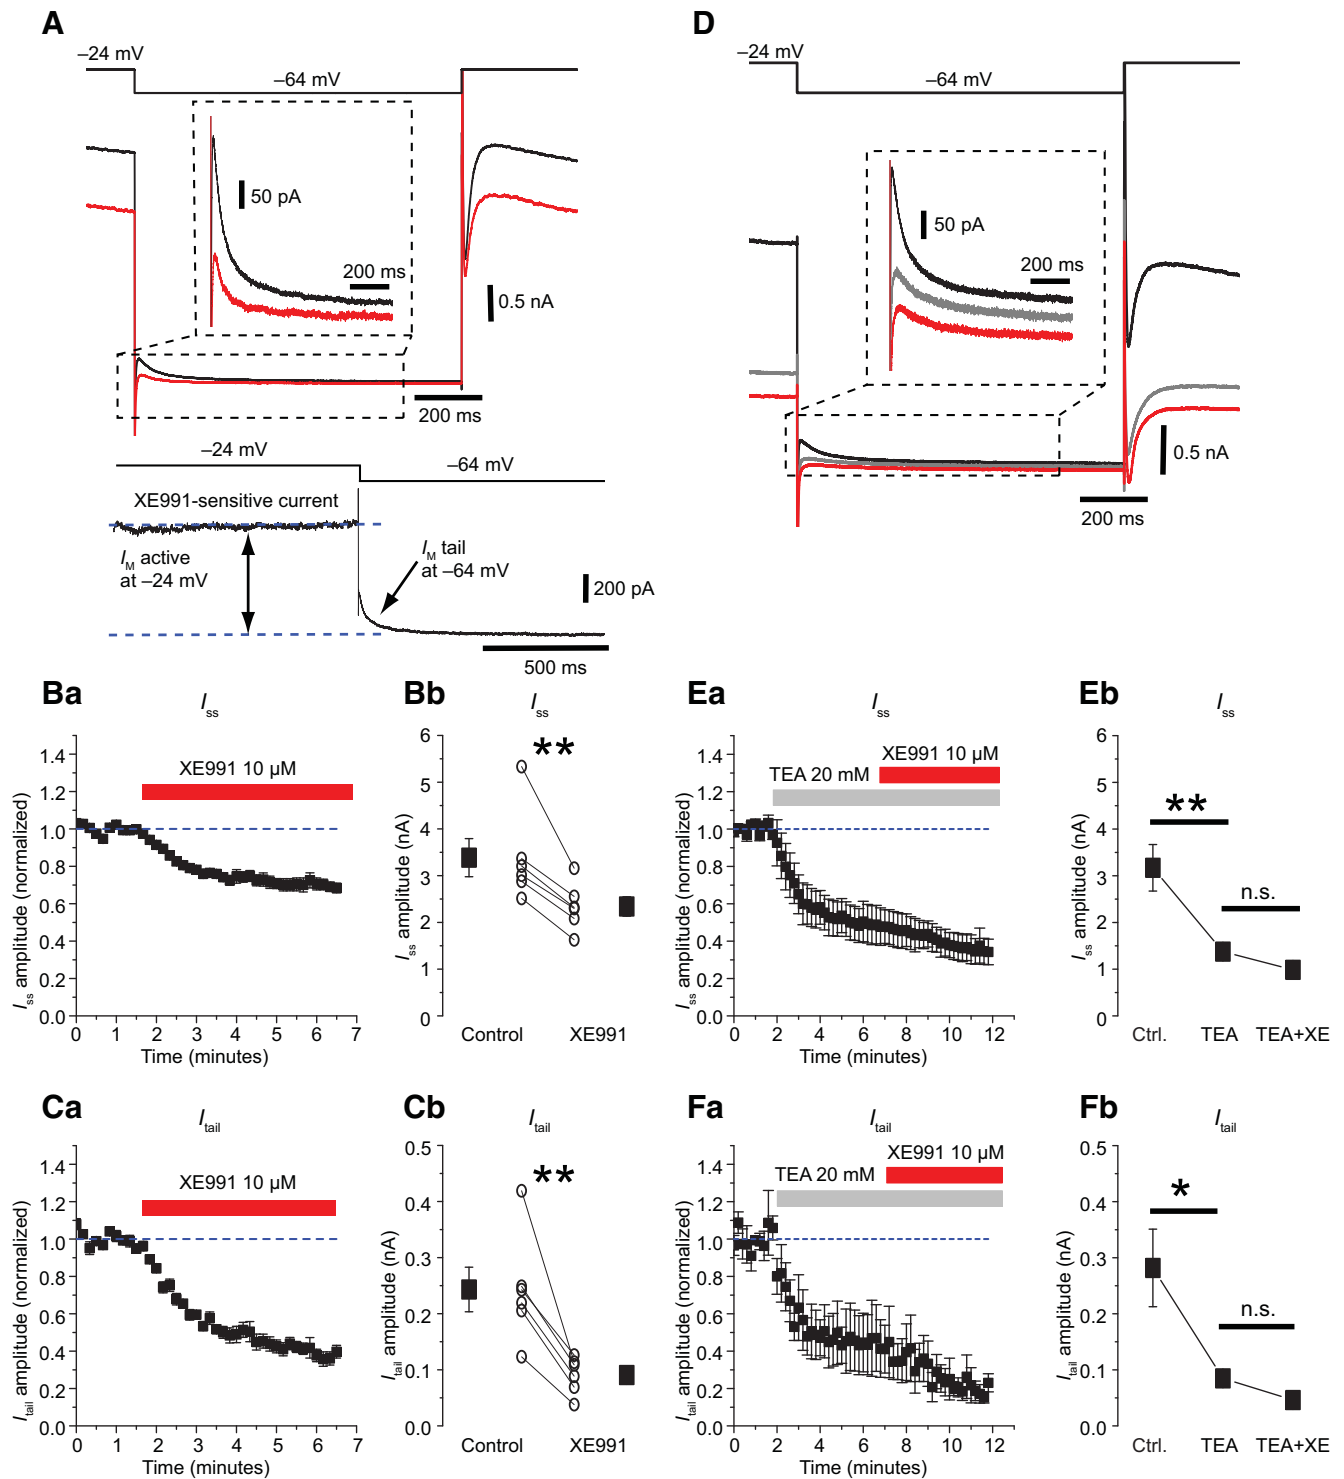 A
–24 mV
–64 mV
50 pA
200 ms
0.5 nA
200 ms
–24 mV
–64 mV
XE991-sensitive current
IM active
at –24 mV
IM tail
at –64 mV
200 pA
500 ms
D
–24 mV
–64 mV
50 pA
200 ms
0.5 nA
200 ms
Ba
Iss
XE991 10 µM
Iss amplitude (normalized)
1.4
1.2
1.0
0.8
0.6
0.4
0.2
0.0
0 1 2 3 4 5 6 7
Time (minutes)
Bb
Iss
**
Iss amplitude (nA)
6
5
4
3
2
1
0
Control XE991
Ea
Iss
XE991 10 µM
TEA 20 mM
Iss amplitude (normalized)
1.4
1.2
1.0
0.8
0.6
0.4
0.2
0.0
0 2 4 6 8 10 12
Time (minutes)
Eb
Iss
**
n.s.
Iss amplitude (nA)
6
5
4
3
2
1
0
Ctrl. TEA TEA+XE
Ca
Itail
XE991 10 µM
Itail amplitude (normalized)
1.4
1.2
1.0
0.8
0.6
0.4
0.2
0.0
0 1 2 3 4 5 6 7
Time (minutes)
Cb
Itail
**
Itail amplitude (nA)
0.5
0.4
0.3
0.2
0.1
0.0
Control XE991
Fa
Itail
XE991 10 µM
TEA 20 mM
Itail amplitude (normalized)
1.4
1.2
1.0
0.8
0.6
0.4
0.2
0.0
0 2 4 6 8 10 12
Time (minutes)
Fb
Itail
*
n.s.
Itail amplitude (nA)
0.5
0.4
0.3
0.2
0.1
0.0
Ctrl. TEA TEA+XE